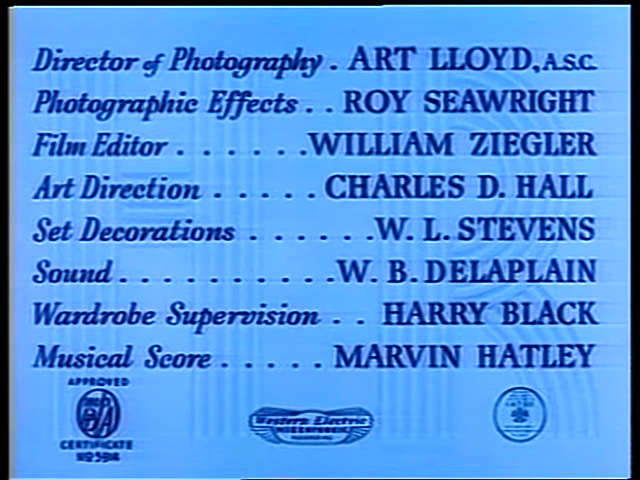 Director of Photography . ART LLOYD, A.S.C.
Photographic Effects . . ROY SEAWRIGHT
Film Editor . . . . . . . WILLIAM ZIEGLER
Art Direction . . . . . CHARLES D. HALL
Set Decorations . . . . . . W. L. STEVENS
Sound . . . . . . . . . . . W. B. DELAPLAIN
Wardrobe Supervision . . HARRY BLACK
Musical Score . . . . . MARVIN HATLEY
APPROVED
CERTIFICATE
Western Electric